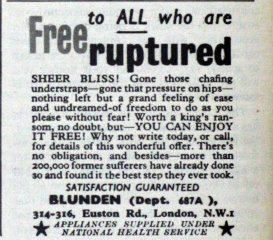 to ALL who are
Free ruptured
SHEER BLISS! Gone those chafing
understraps—gone that pressure on hips—
nothing left but a grand feeling of ease
and undreamed-of freedom to do as you
please without fear! Worth a king's ran-
som, no doubt, but—YOU CAN ENJOY
IT FREE! Why not write today, or call,
for details of this wonderful offer. There's
no obligation, and besides—more than
200,000 former sufferers have already done
so and found it the best step they ever took.
SATISFACTION GUARANTEED
BLUNDEN (Dept. 687A),
314-316, Euston Rd., London, N.W.1
★ APPLIANCES SUPPLIED UNDER ★
NATIONAL HEALTH SERVICE